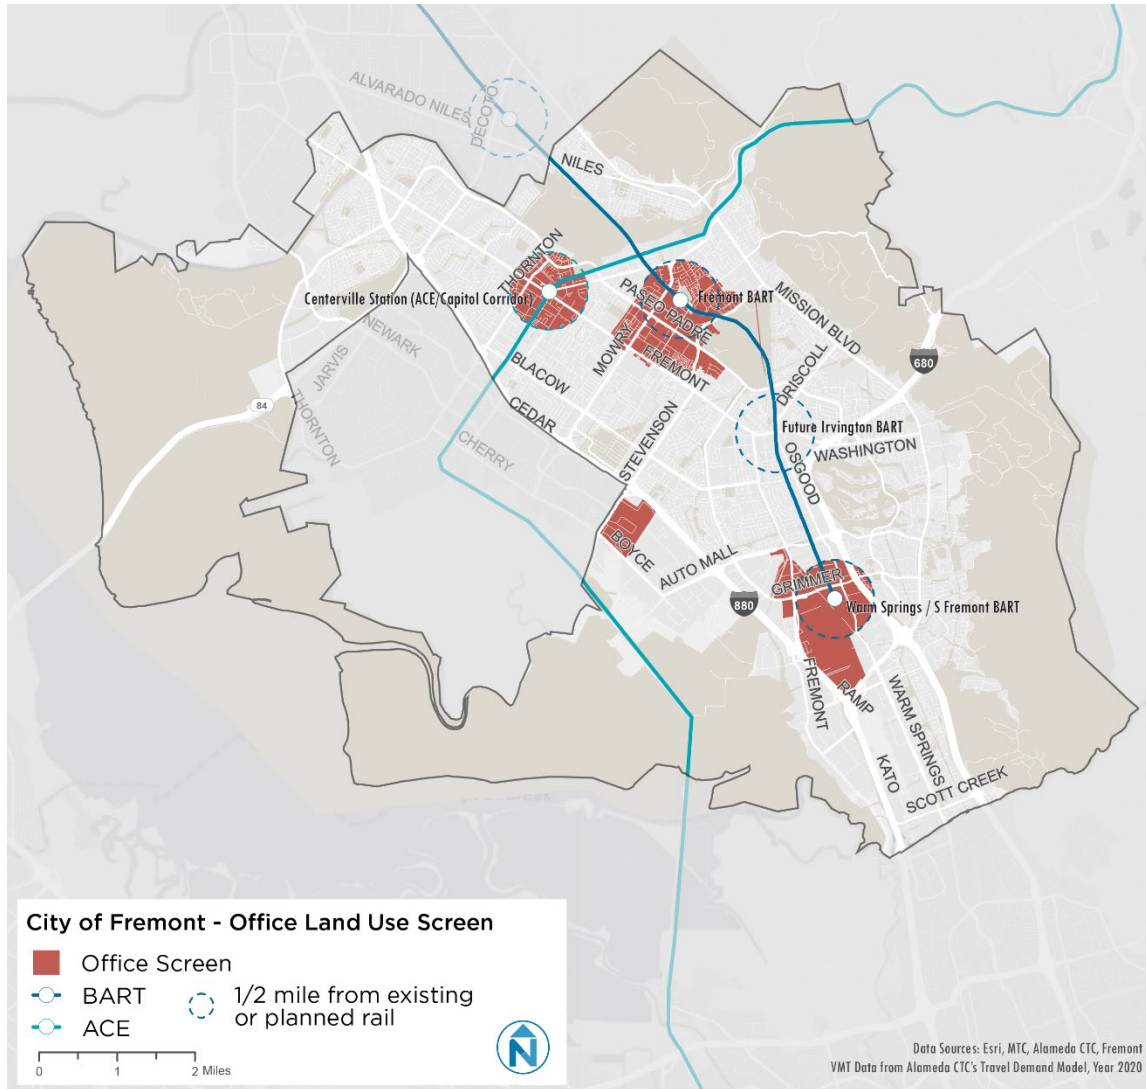 ALVARADO NILES
DECOTO
NILES
THORNTON
Centerville Station (ACE/Capitol Corridor)
PASEO PADRE
Fremont BART
MISSION BLVD
NEWARK
MOWRY
FREMONT
680
JARVIS
BLACOW
DRISCOLL
84
THORNTON
CEDAR
Future Irvington BART
CHERRY
STEVENSON
OSGOOD
WASHINGTON
BOYCE
AUTO MALL
GRIMMER
880
Warm Springs / S Fremont BART
FREMONT
RAMP
WARM SPRINGS
KATO
SCOTT CREEK
City of Fremont - Office Land Use Screen
Office Screen
BART
ACE
1/2 mile from existing
or planned rail
0 1 2 Miles
N
Data Sources: Esri, MTC, Alameda CTC, Fremont
VMT Data from Alameda CTC's Travel Demand Model, Year 2020